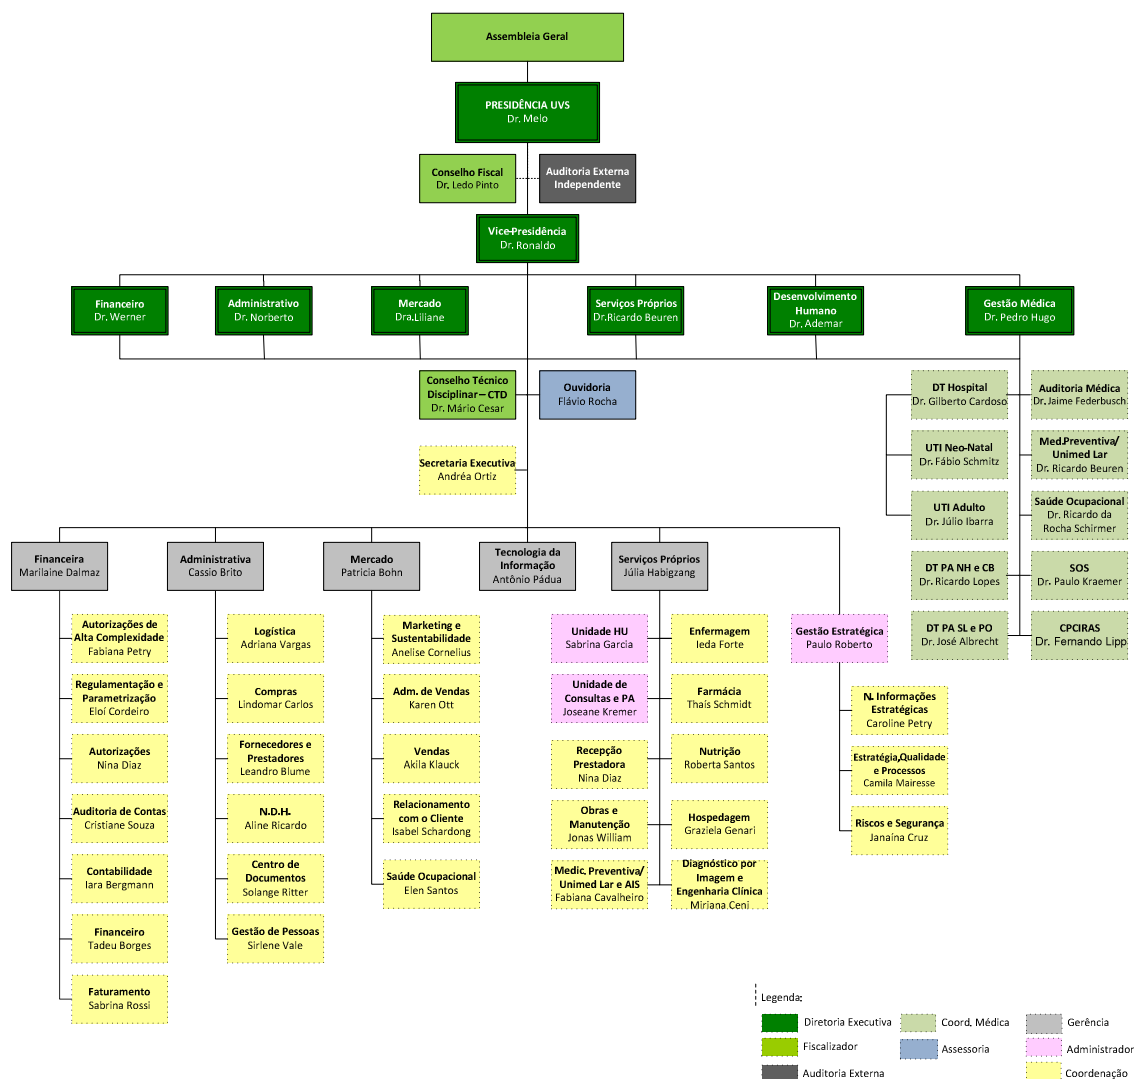 Assembleia Geral
PRESIDÊNCIA UVS
Dr. Melo
Conselho Fiscal
Dr. Ledo Pinto
Auditoria Externa
Independente
Vice-Presidência
Dr. Ronaldo
Financeiro
Dr. Werner
Administrativo
Dr. Norberto
Mercado
Dra.Liliane
Serviços Próprios
Dr.Ricardo Beuren
Desenvolvimento
Humano
Dr. Ademar
Gestão Médica
Dr. Pedro Hugo
Conselho Técnico
Disciplinar – CTD
Dr. Mário Cesar
Ouvidoria
Flávio Rocha
Secretaria Executiva
Andréa Ortiz
DT Hospital
Dr. Gilberto Cardoso
Auditoria Médica
Dr. Jaime Federbusch
UTI Neo-Natal
Dr. Fábio Schmitz
Med.Preventiva/
Unimed Lar
Dr. Ricardo Beuren
UTI Adulto
Dr. Júlio Ibarra
Saúde Ocupacional
Dr. Ricardo da
Rocha Schirmer
DT PA NH e CB
Dr. Ricardo Lopes
SOS
Dr. Paulo Kraemer
DT PA SL e PO
Dr. José Albrecht
CPCIRAS
Dr. Fernando Lipp
Financeira
Marilaine Dalmaz
Administrativa
Cassio Brito
Mercado
Patricia Bohn
Tecnologia da
Informação
Antônio Pádua
Serviços Próprios
Júlia Habigzang
Autorizações de
Alta Complexidade
Fabiana Petry
Regulamentação e
Parametrização
Eloí Cordeiro
Autorizações
Nina Diaz
Auditoria de Contas
Cristiane Souza
Contabilidade
Iara Bergmann
Financeiro
Tadeu Borges
Faturamento
Sabrina Rossi
Logística
Adriana Vargas
Compras
Lindomar Carlos
Fornecedores e
Prestadores
Leandro Blume
N.D.H.
Aline Ricardo
Centro de
Documentos
Solange Ritter
Gestão de Pessoas
Sirlene Vale
Marketing e
Sustentabilidade
Anelise Cornelius
Adm. de Vendas
Karen Ott
Vendas
Akila Klauck
Relacionamento
com o Cliente
Isabel Schardong
Saúde Ocupacional
Elen Santos
Unidade HU
Sabrina Garcia
Unidade de
Consultas e PA
Joseane Kremer
Recepção
Prestadora
Nina Diaz
Obras e
Manutenção
Jonas William
Medic. Preventiva/
Unimed Lar e AIS
Fabiana Cavalheiro
Enfermagem
Ieda Forte
Farmácia
Thaís Schmidt
Nutrição
Roberta Santos
Hospedagem
Graziela Genari
Diagnóstico por
Imagem e
Engenharia Clínica
Miriana Ceni
Gestão Estratégica
Paulo Roberto
N. Informações
Estratégicas
Caroline Petry
Estratégia,Qualidade
e Processos
Camila Mairesse
Riscos e Segurança
Janaína Cruz
Legenda:
Diretoria Executiva
Coord. Médica
Gerência
Fiscalizador
Assessoria
Administrador
Auditoria Externa
Coordenação